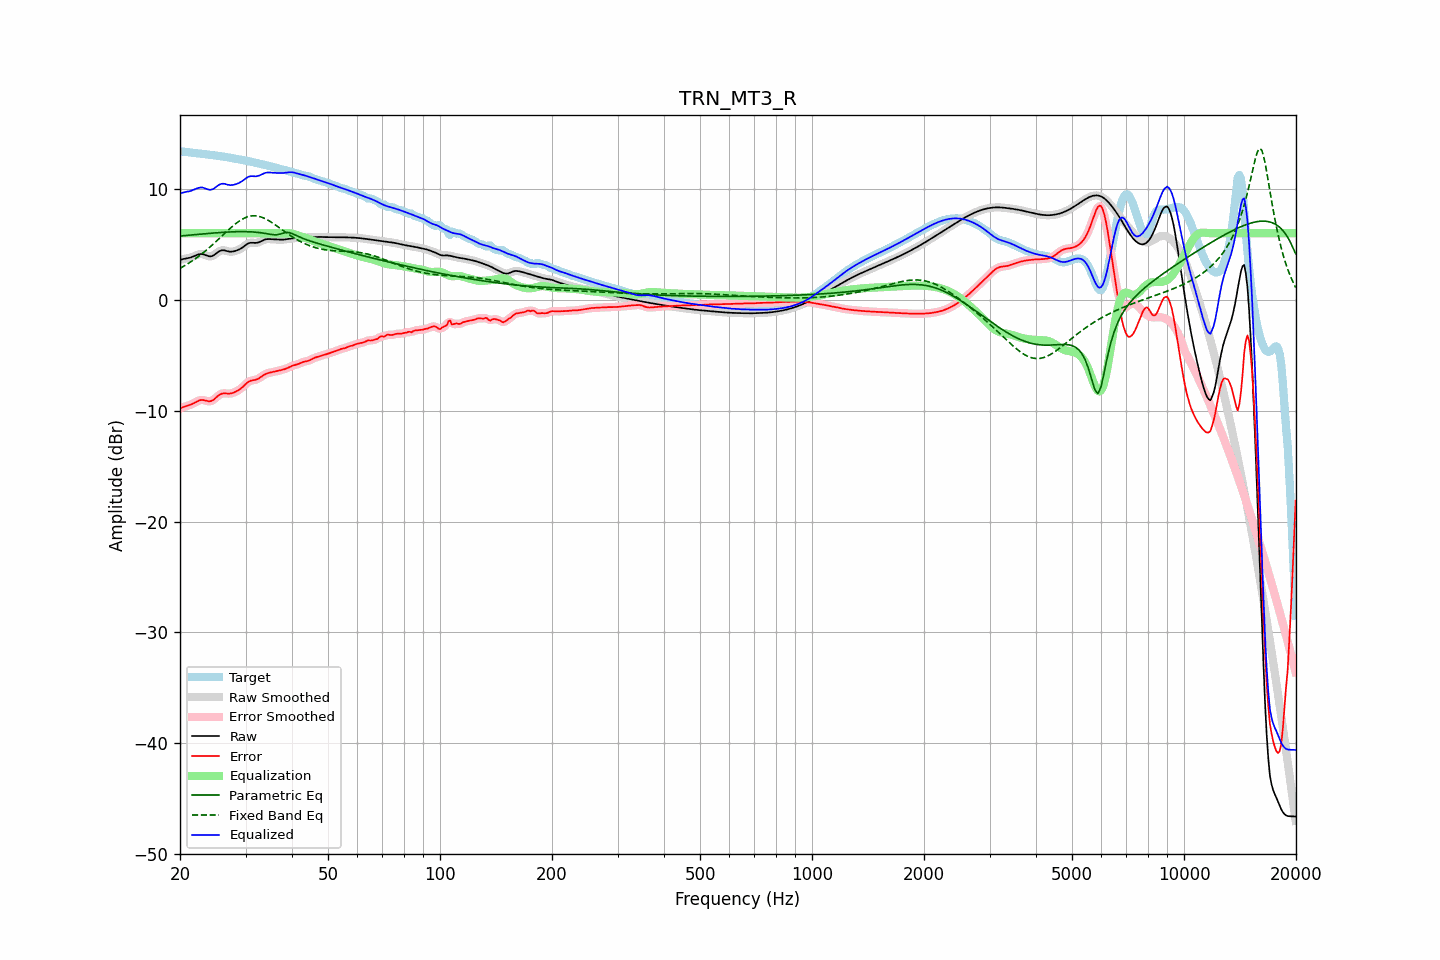 TRN_MT3_R
Amplitude (dBr)
10
0
−10
−20
−30
−40
−50
Target
Raw Smoothed
Error Smoothed
Raw
Error
Equalization
Parametric Eq
Fixed Band Eq
Equalized
20 50 100 200 500 1000 2000 5000 10000 20000
Frequency (Hz)